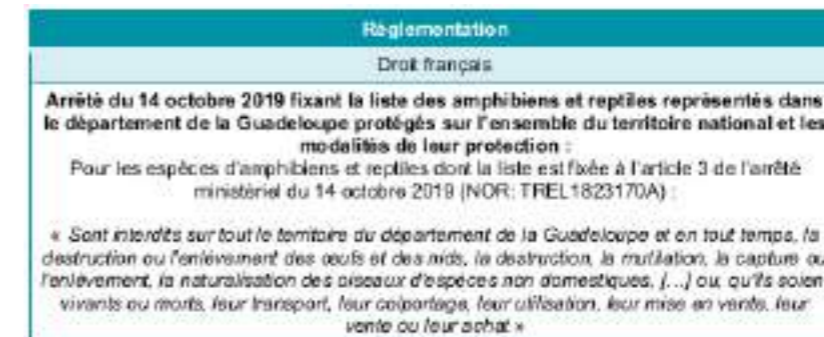 Réglementation
Droit français
Arrêté du 14 octobre 2019 fixant la liste des amphibiens et reptiles représentés dans
le département de la Guadeloupe protégés sur l'ensemble du territoire national et les
modalités de leur protection :
Pour les espèces d'amphibiens et reptiles dont la liste est fixée à l'article 3 de l'arrêté
ministériel du 14 octobre 2019 (NOR: TREL1823170A) :
« Sont interdits sur tout le territoire du département de la Guadeloupe et en tout temps, la
destruction ou l'enlèvement des œufs et des nids, la destruction, la mutilation, la capture ou
l'enlèvement, la naturalisation des oiseaux d'espèces non domestiques, [...] ou, qu'ils soien
vivants ou morts, leur transport, leur colportage, leur utilisation, leur mise en vente, leur
vente ou leur achat »